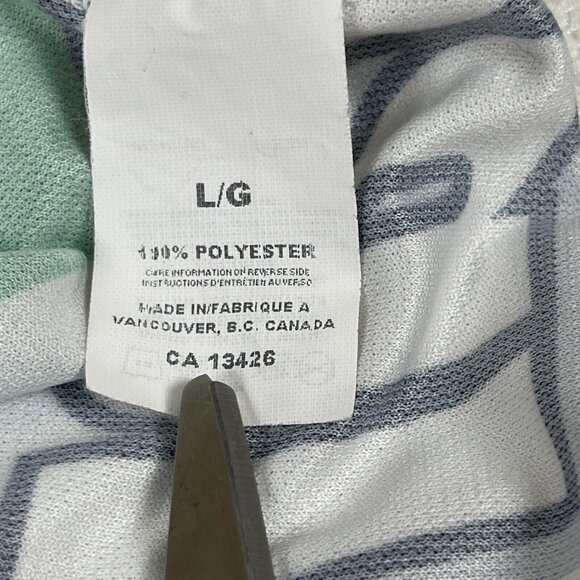 L/G
100% POLYESTER
CARE INFORMATION ON REVERSE SIDE
INSTRUCTIONS D'ENTRETIEN AU VERSO
MADE IN/FABRIQUE A
VANCOUVER, B.C. CANADA
CA 13426